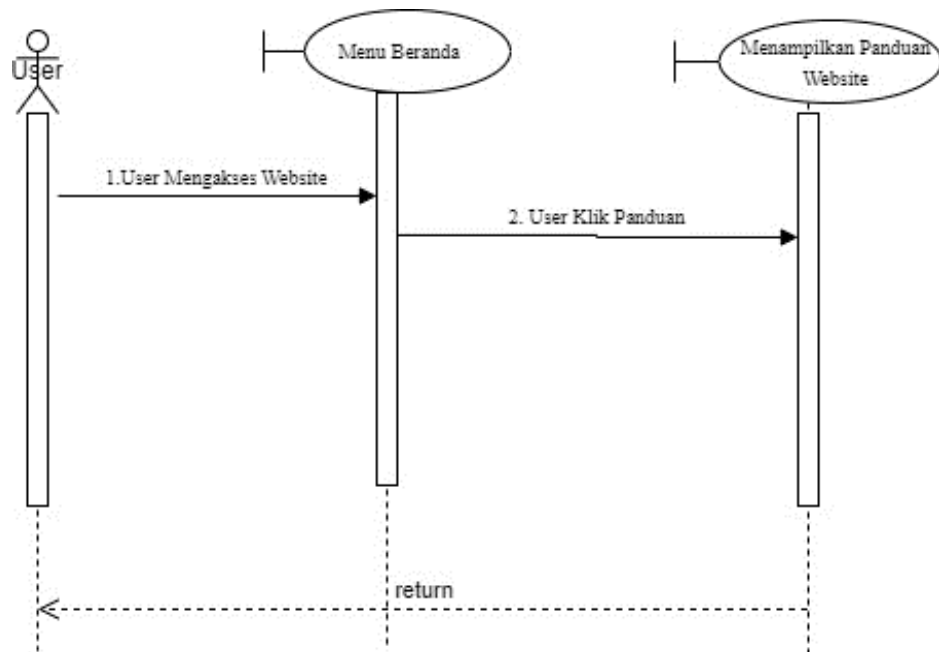 User
Menu Beranda
Menampilkan Panduan
Website
1.User Mengakses Website
2. User Klik Panduan
return